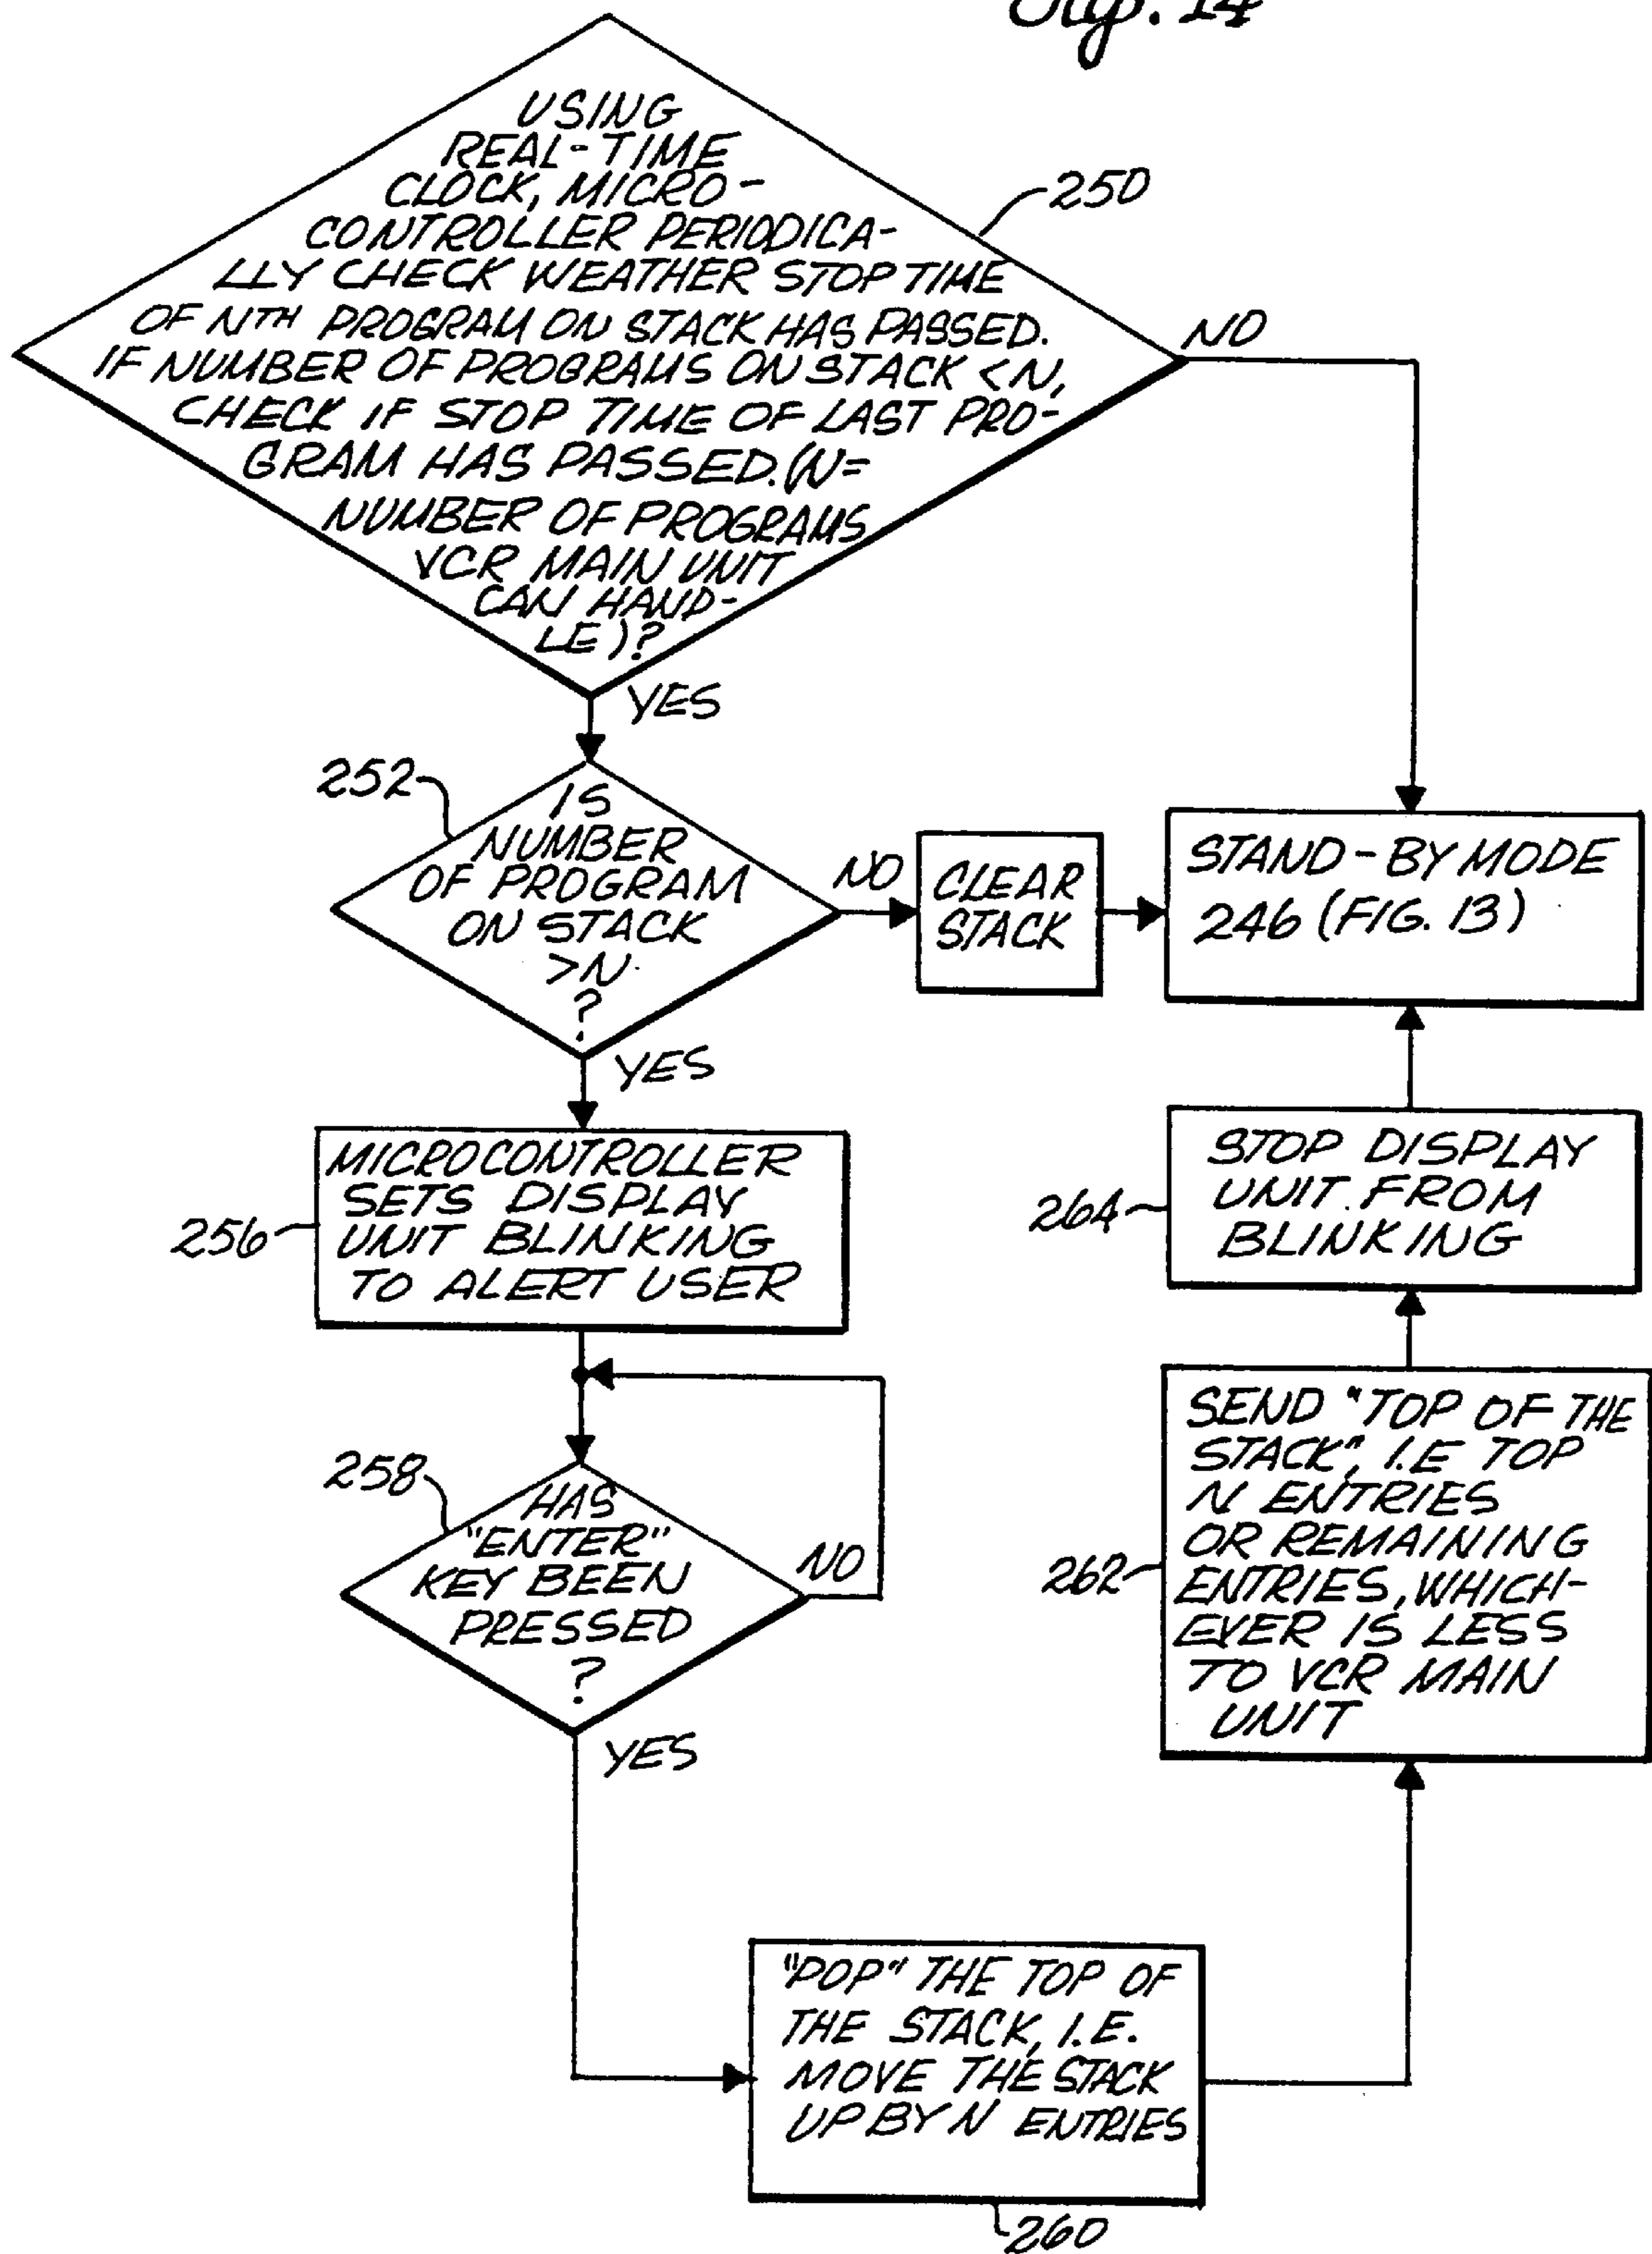 Fig. 14
USING
REAL-TIME
CLOCK, MICRO-
CONTROLLER PERIODICA-
LLY CHECK WEATHER STOP TIME
OF NTH PROGRAM ON STACK HAS PASSED.
IF NUMBER OF PROGRAMS ON STACK <N,
CHECK IF STOP TIME OF LAST PRO-
GRAM HAS PASSED.(N=
NUMBER OF PROGRAMS
VCR MAIN UNIT
CAN HAND-
LE)?
250
NO
YES
252
IS
NUMBER
OF PROGRAM
ON STACK
>N
?
NO
CLEAR
STACK
STAND-BY MODE
246 (FIG. 13)
YES
MICROCONTROLLER
SETS DISPLAY
UNIT BLINKING
TO ALERT USER
256
STOP DISPLAY
UNIT FROM
BLINKING
264
258
HAS
"ENTER"
KEY BEEN
PRESSED
?
NO
YES
SEND "TOP OF THE
STACK", I.E TOP
N ENTRIES
OR REMAINING
ENTRIES, WHICH-
EVER IS LESS
TO VCR MAIN
UNIT
262
"POP" THE TOP OF
THE STACK, I.E.
MOVE THE STACK
UP BY N ENTRIES
260